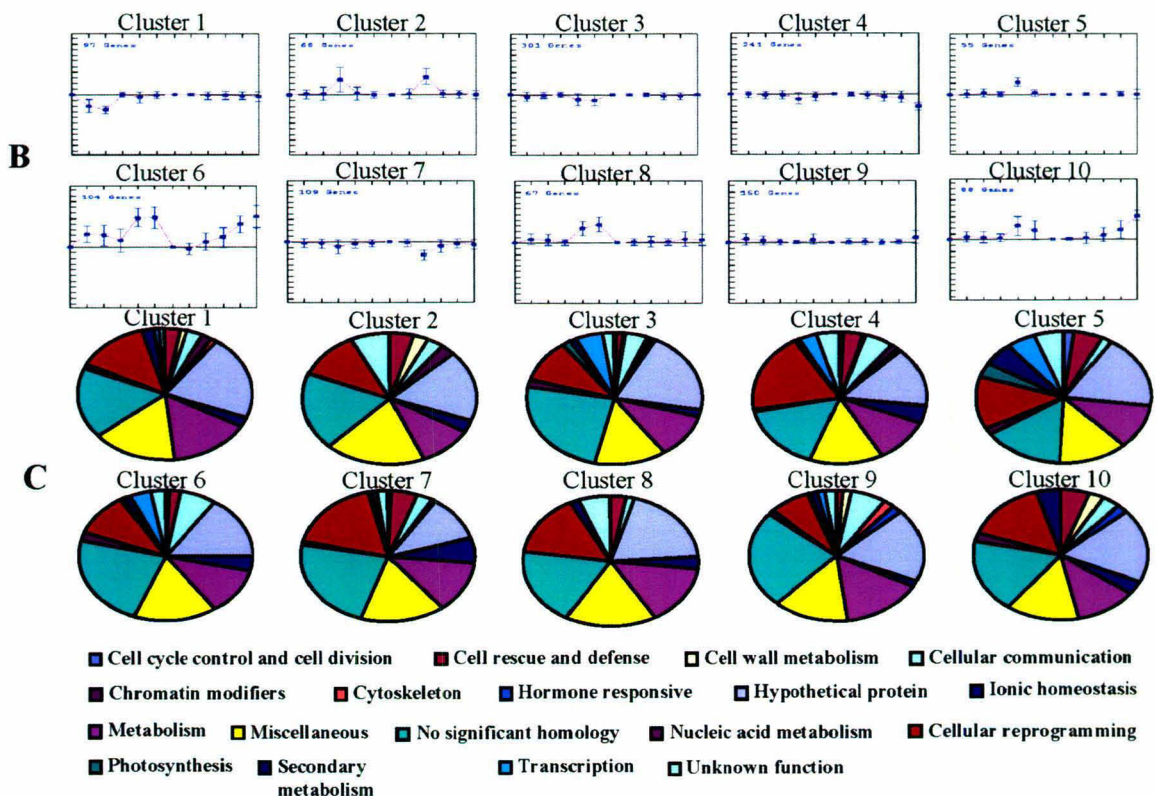 Cluster 1 Cluster 2 Cluster 3 Cluster 4 Cluster 5
97 Genes 66 Genes 301 Genes 241 Genes 55 Genes
B
Cluster 6 Cluster 7 Cluster 8 Cluster 9 Cluster 10
104 Genes 109 Genes 67 Genes Genes Genes
Cluster 1 Cluster 2 Cluster 3 Cluster 4 Cluster 5
C
Cluster 6 Cluster 7 Cluster 8 Cluster 9 Cluster 10
Cell cycle control and cell division Cell rescue and defense Cell wall metabolism Cellular communication
Chromatin modifiers Cytoskeleton Hormone responsive Hypothetical protein Ionic homeostasis
Metabolism Miscellaneous No significant homology Nucleic acid metabolism Cellular reprogramming
Photosynthesis Secondary metabolism Transcription Unknown function